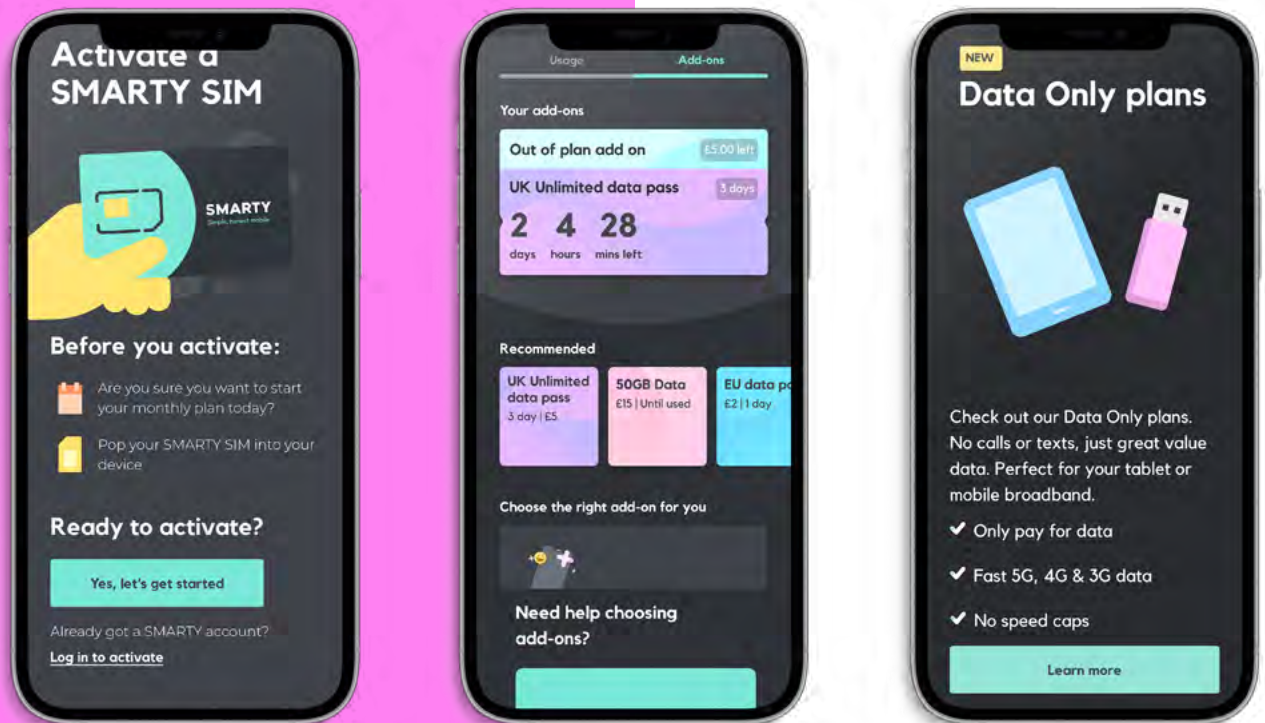 Activate a
SMARTY SIM
SMARTY
Simple, honest mobile
Before you activate:
Are you sure you want to start
your monthly plan today?
Pop your SMARTY SIM into your
device
Ready to activate?
Yes, let's get started
Already got a SMARTY account?
Log in to activate
Usage
Add-ons
Your add-ons
Out of plan add on
£5.00 left
UK Unlimited data pass
3 days
2 4 28
days hours mins left
Recommended
UK Unlimited
data pass
3 day | £5
50GB Data
£15 | Until used
EU data
£2 | 1 day
Choose the right add-on for you
Need help choosing
add-ons?
NEW
Data Only plans
Check out our Data Only plans.
No calls or texts, just great value
data. Perfect for your tablet or
mobile broadband.
Only pay for data
Fast 5G, 4G & 3G data
No speed caps
Learn more